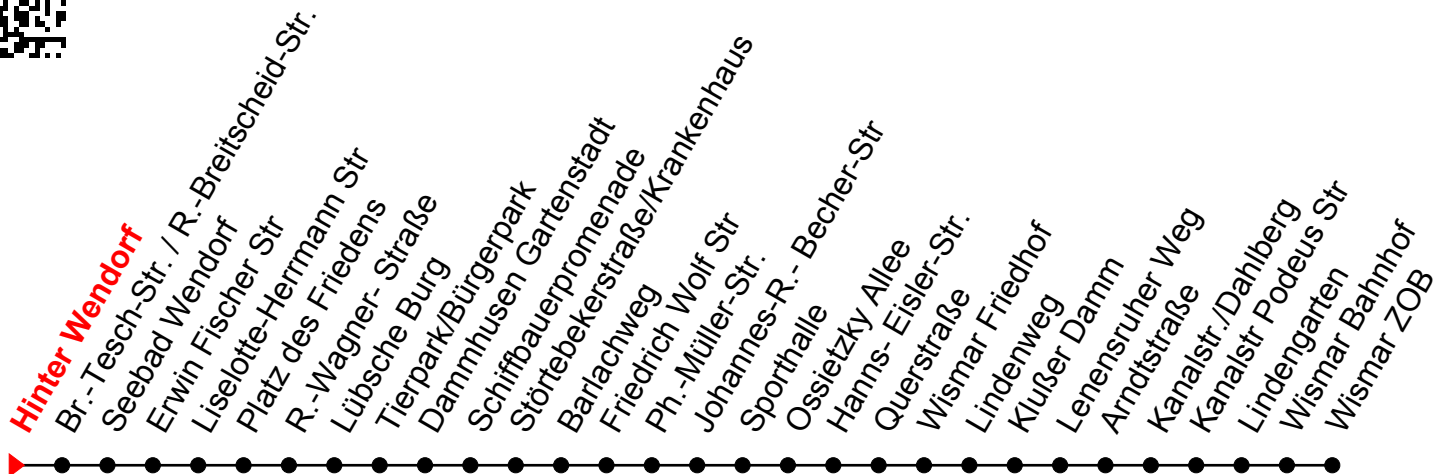 Hinter Wendorf
Br.-Tesch-Str. / R.-Breitscheid-Str.
Seebad Wendorf
Erwin Fischer Str
Liselotte-Herrmann Str
Platz des Friedens
R.-Wagner- Straße
Lübsche Burg
Tierpark/Bürgerpark
Dammhusen Gartenstadt
Schiffbauerpromenade
Störtebekerstraße/Krankenhaus
Barlachweg
Friedrich Wolf Str
Ph.-Müller-Str.
Johannes-R.- Becher-Str
Sporthalle
Ossietzky Allee
Hanns- Eisler-Str.
Querstraße
Wismar Friedhof
Lindenweg
Klußer Damm
Lenensruher Weg
Arndtstraße
Kanalstr./Dahlberg
Kanalstr Podeus Str
Lindengarten
Wismar Bahnhof
Wismar ZOB